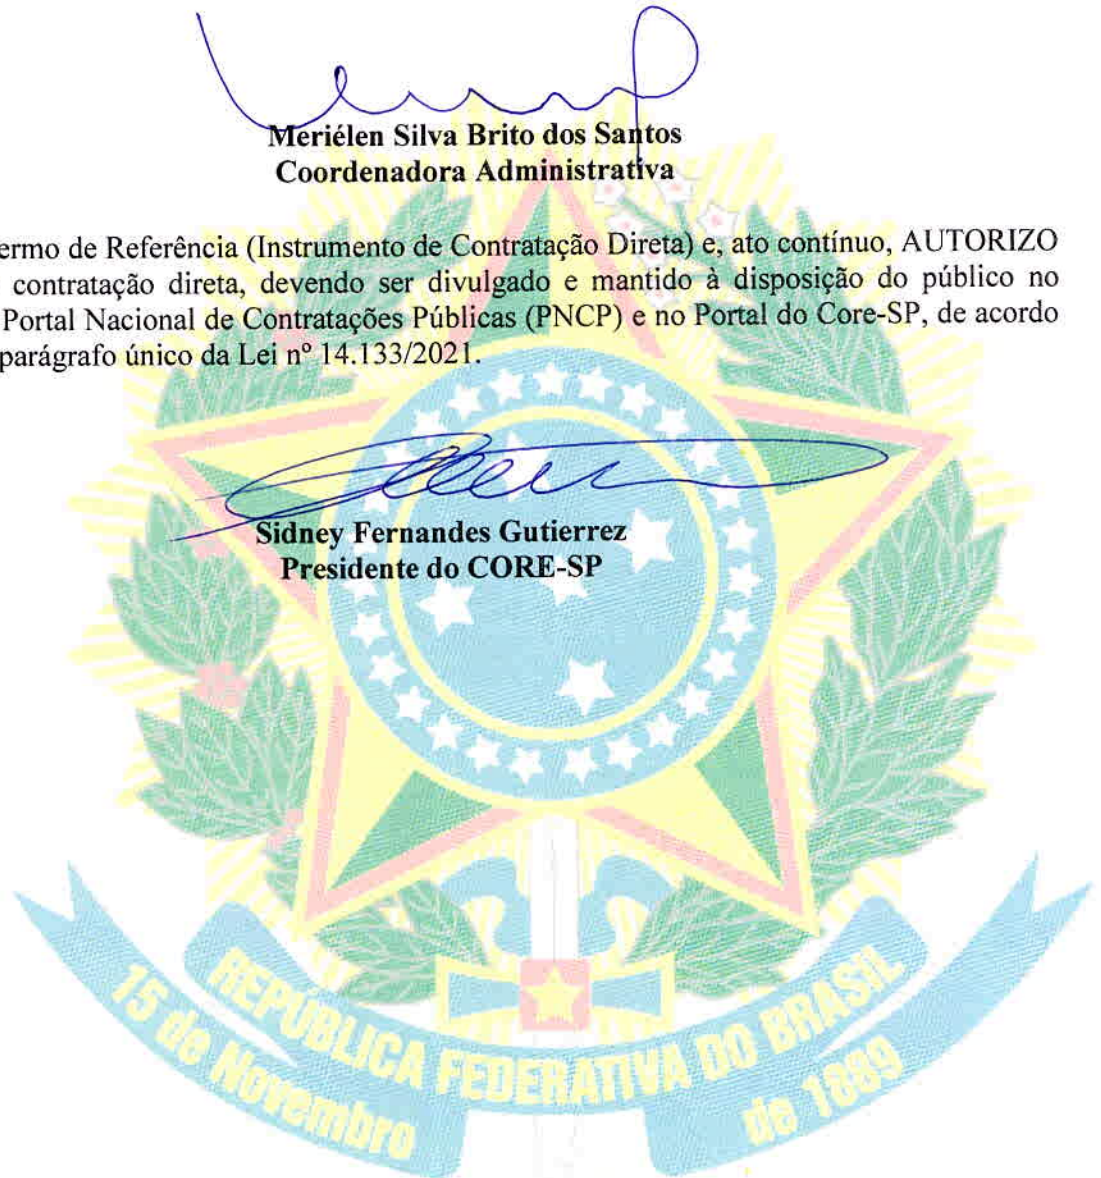 Meriélen Silva Brito dos Santos
Coordenadora Administrativa
ermo de Referência (Instrumento de Contratação Direta) e, ato contínuo, AUTORIZO
contratação direta, devendo ser divulgado e mantido à disposição do público no
Portal Nacional de Contratações Públicas (PNCP) e no Portal do Core-SP, de acordo
parágrafo único da Lei nº 14.133/2021.
Sidney Fernandes Gutierrez
Presidente do CORE-SP
REPÚBLICA FEDERATIVA DO BRASIL
15 de Novembro de 1889